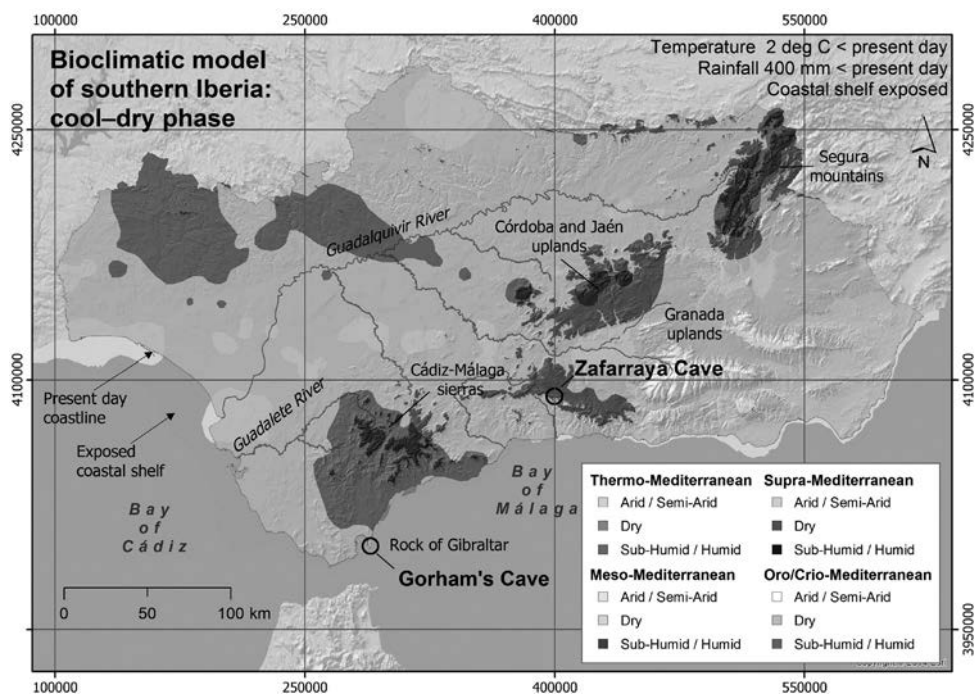 100000 250000 400000 550000
Bioclimatic model
of southern Iberia:
cool–dry phase
Temperature 2 deg C < present day
Rainfall 400 mm < present day
Coastal shelf exposed
4250000
4250000
N
Segura
mountains
Guadalquivir River
Córdoba and Jaén
uplands
Granada
uplands
4100000
4100000
Cádiz-Málaga
sierras
Zafarraya Cave
Present day
coastline
Guadalete River
Exposed
coastal shelf
Bay
of
Málaga
Bay
of
Cádiz
Rock of Gibraltar
Gorham's Cave
0 50 100 km
Thermo-Mediterranean
Arid / Semi-Arid
Dry
Sub-Humid / Humid
Meso-Mediterranean
Arid / Semi-Arid
Dry
Sub-Humid / Humid
Supra-Mediterranean
Arid / Semi-Arid
Dry
Sub-Humid / Humid
Oro/Crio-Mediterranean
Arid / Semi-Arid
Dry
Sub-Humid / Humid
3950000
3950000
100000 250000 400000 550000